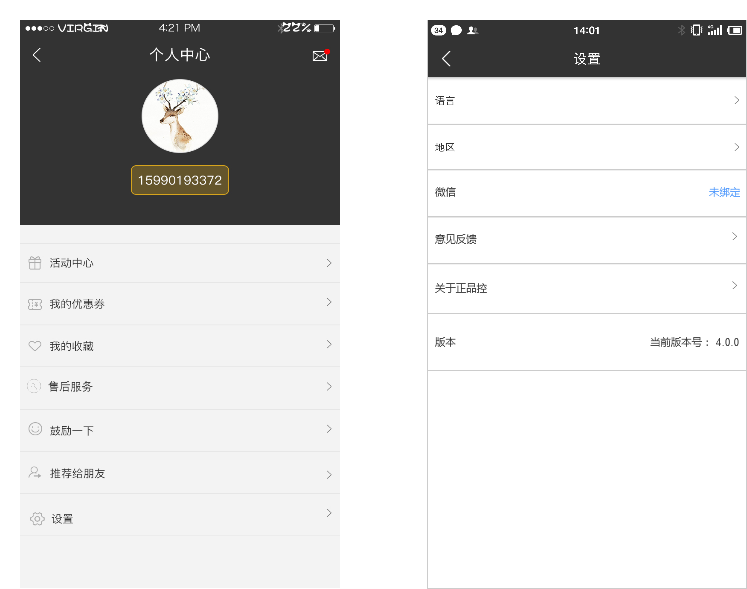 VIRGIN 4:21 PM 22%
个人中心
15990193372
活动中心
我的优惠券
我的收藏
售后服务
鼓励一下
推荐给朋友
设置
34 14:01
设置
语言
地区
微信 未绑定
意见反馈
关于正品控
版本 当前版本号： 4.0.0